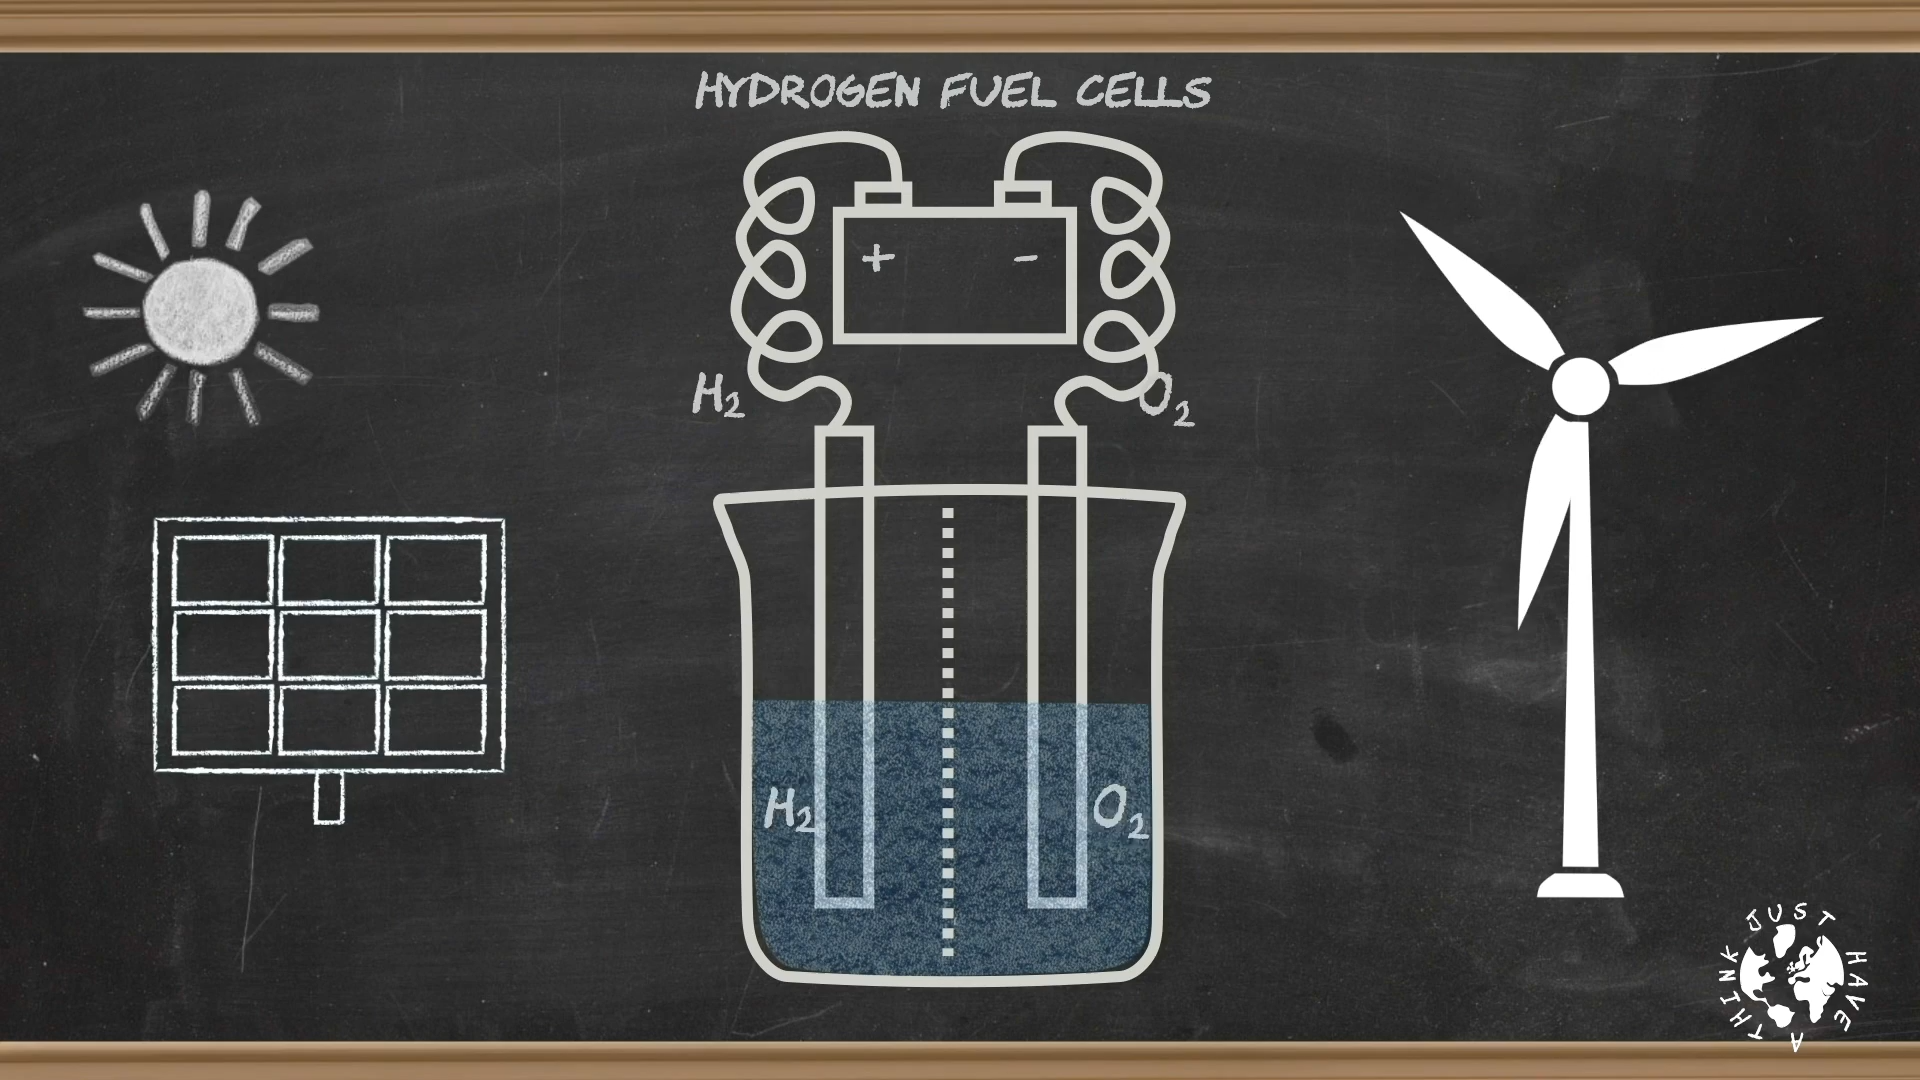 HYDROGEN FUEL CELLS
+ -
H₂ O₂
H₂ O₂
JUST HAVE A THINK